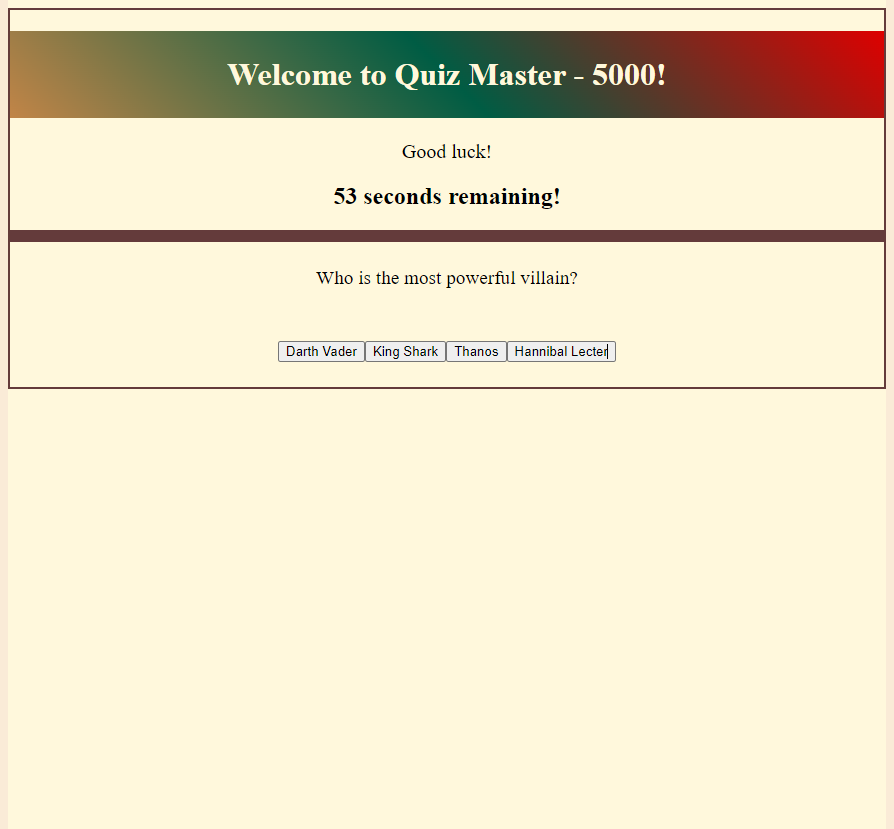 Welcome to Quiz Master - 5000!
Good luck!
53 seconds remaining!
Who is the most powerful villain?
Darth Vader King Shark Thanos Hannibal Lecter